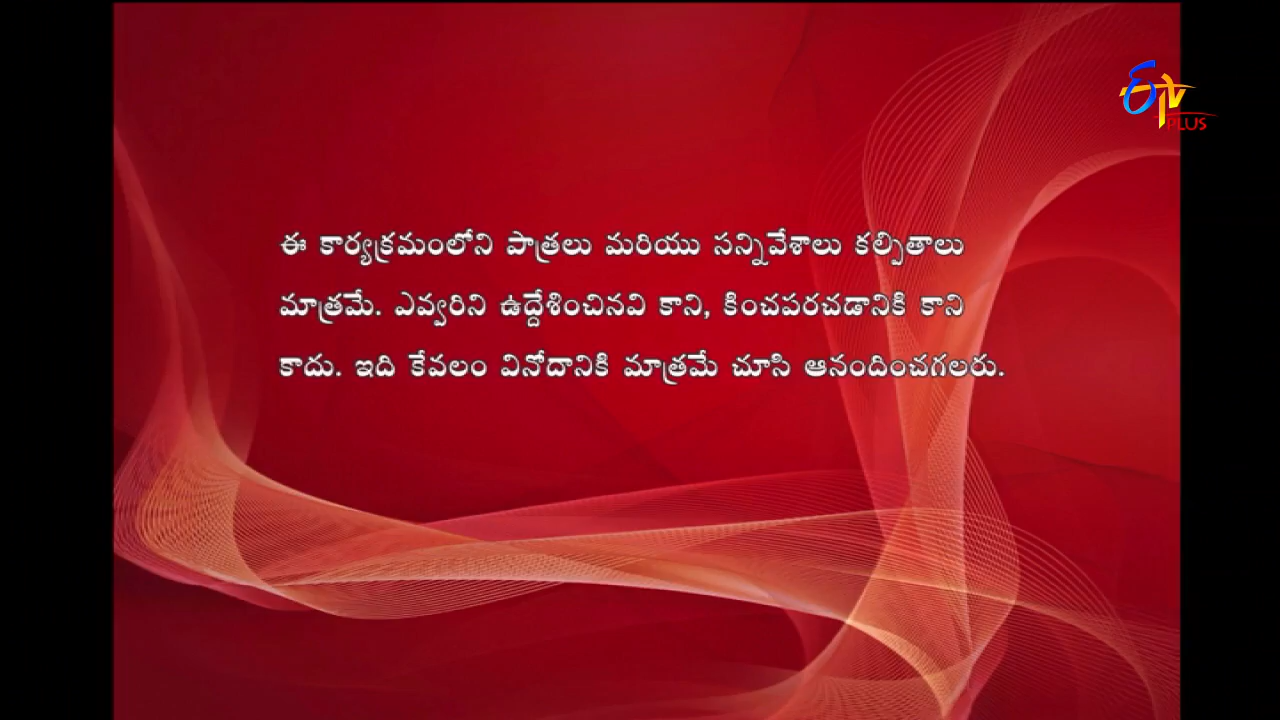 ETV
PLUS
ఈ కార్యక్రమంలోని పాత్రలు మరియు సన్నివేశాలు కల్పితాలు
మాత్రమే. ఎవ్వరిని ఉద్దేశించినవి కాని, కించపరచడానికి కాని
కాదు. ఇది కేవలం వినోదానికి మాత్రమే చూసి ఆనందించగలరు.